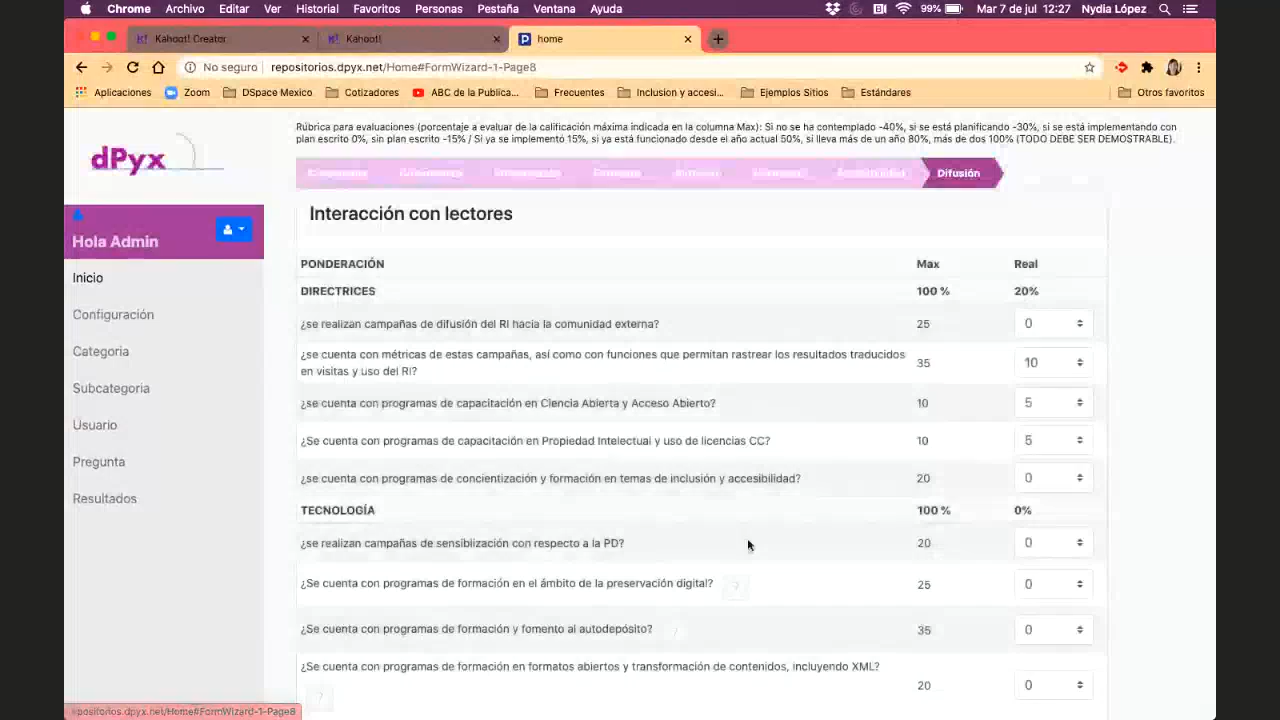 Chrome Archivo Editar Ver Historial Favoritos Personas Pestaña Ventana Ayuda 99% Mar 7 de jul 12:27 Nydia López
Kahoot! Creator × Kahoot! × home × +
No seguro repositorios.dpyx.net/Home#FormWizard-1-Page8
Aplicaciones Zoom DSpace Mexico Cotizadores ABC de la Publica... Frecuentes Inclusion y accesi... Ejemplos Sitios Estándares Otros favoritos
Rúbrica para evaluaciones (porcentaje a evaluar de la calificación máxima indicada en la columna Max): Si no se ha contemplado -40%, si se está planificando -30%, si se está implementando con
plan escrito 0%, sin plan escrito -15% / Si ya se implementó 15%, si ya está funcionado desde el año actual 50%, si lleva más de un año 80%, más de dos 100% (TODO DEBE SER DEMOSTRABLE).
dPyx
Difusión
Hola Admin
Inicio
Configuración
Categoria
Subcategoria
Usuario
Pregunta
Resultados
Interacción con lectores
PONDERACIÓN Max Real
DIRECTRICES 100 % 20%
¿se realizan campañas de difusión del RI hacia la comunidad externa? 25 0
¿se cuenta con métricas de estas campañas, así como con funciones que permitan rastrear los resultados traducidos
en visitas y uso del RI? 35 10
¿se cuenta con programas de capacitación en Ciencia Abierta y Acceso Abierto? 10 5
¿Se cuenta con programas de capacitación en Propiedad Intelectual y uso de licencias CC? 10 5
¿se cuenta con programas de concientización y formación en temas de inclusión y accesibilidad? 20 0
TECNOLOGÍA 100 % 0%
¿se realizan campañas de sensiblización con respecto a la PD? 20 0
¿Se cuenta con programas de formación en el ámbito de la preservación digital? ? 25 0
¿Se cuenta con programas de formación y fomento al autodepósito? 35 0
¿Se cuenta con programas de formación en formatos abiertos y transformación de contenidos, incluyendo XML?
? 20 0
repositorios.dpyx.net/Home#FormWizard-1-Page8